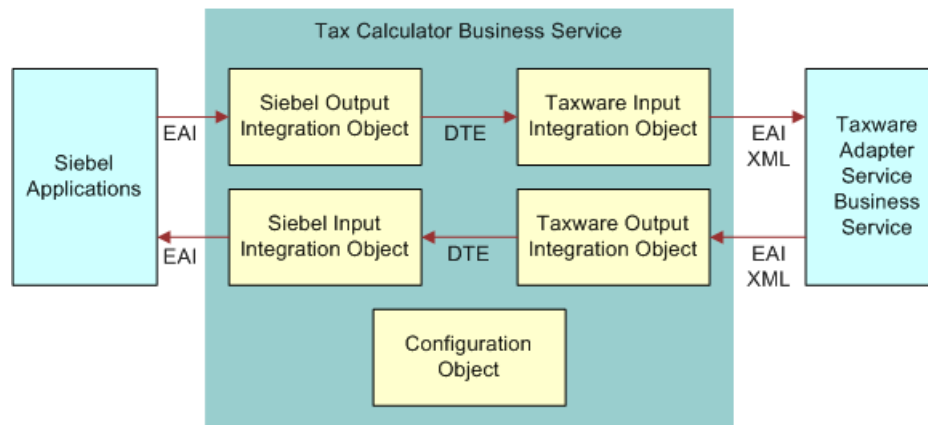 Tax Calculator Business Service
Siebel
Applications
EAI
Siebel Output
Integration Object
DTE
Taxware Input
Integration Object
EAI
XML
Taxware
Adapter
Service
Business
Service
EAI
Siebel Input
Integration Object
DTE
Taxware Output
Integration Object
EAI
XML
Configuration
Object